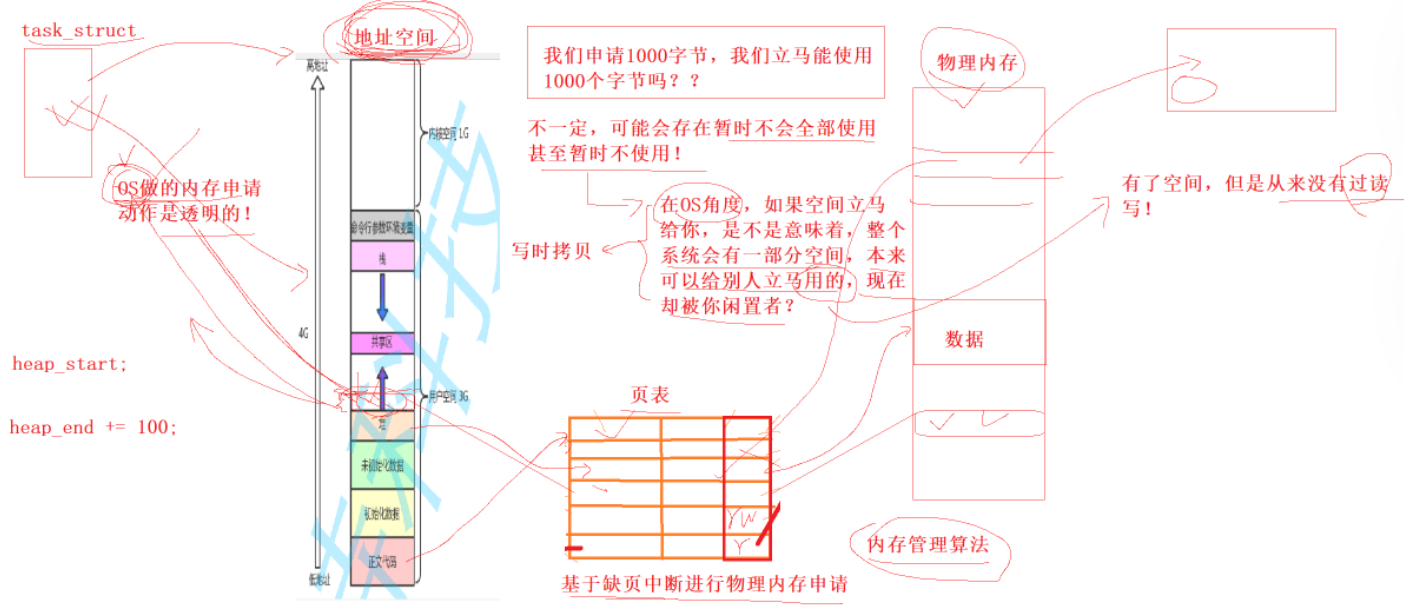 task_struct
地址空间
高地址
我们申请1000字节，我们立马能使用
1000个字节吗？？
物理内存
内核空间 1G
不一定，可能会存在暂时不会全部使用
甚至暂时不使用！
OS做的内存申请
动作是透明的！
有了空间，但是从来没有过读
写！
在OS角度，如果空间立马
给你，是不是意味着，整个
系统会有一部分空间，本来
可以给别人立马用的，现在
却被你闲置者？
写时拷贝
命令行参数环境变量
栈
4G
共享区
数据
heap_start;
用户空间 3G
页表
堆
heap_end += 100;
未初始化数据
初始化数据
YW
Y
内存管理算法
正文代码
低地址
基于缺页中断进行物理内存申请